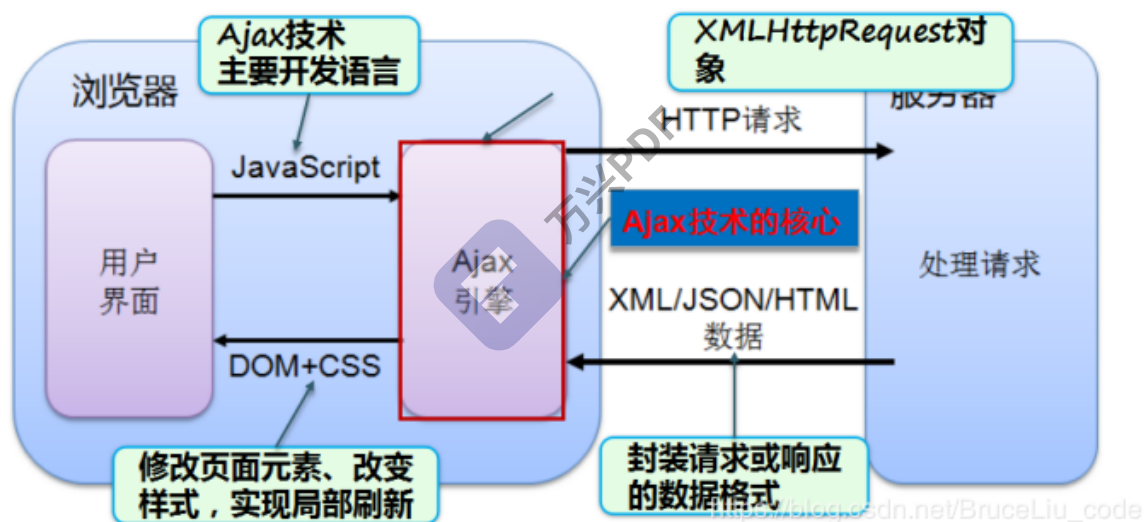 Ajax技术
主要开发语言
XMLHttpRequest对
象
浏览器
服务器
HTTP请求
JavaScript
Ajax技术的核心
用户
界面
Ajax
引擎
处理请求
XML/JSON/HTML
数据
DOM+CSS
修改页面元素、改变
样式，实现局部刷新
封装请求或响应
的数据格式
万兴PDF
https://blog.csdn.net/BruceLiu_code